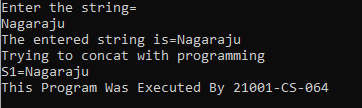 Enter the string=
Nagaraju
The entered string is=Nagaraju
Trying to concat with programming
S1=Nagaraju
This Program Was Executed By 21001-CS-064